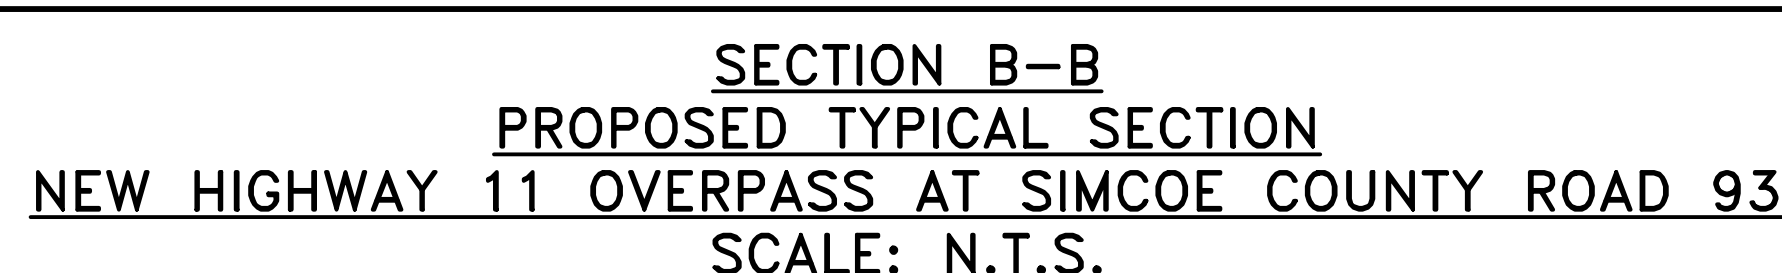 SECTION B-B
PROPOSED TYPICAL SECTION
NEW HIGHWAY 11 OVERPASS AT SIMCOE COUNTY ROAD 93
SCALE: N.T.S.